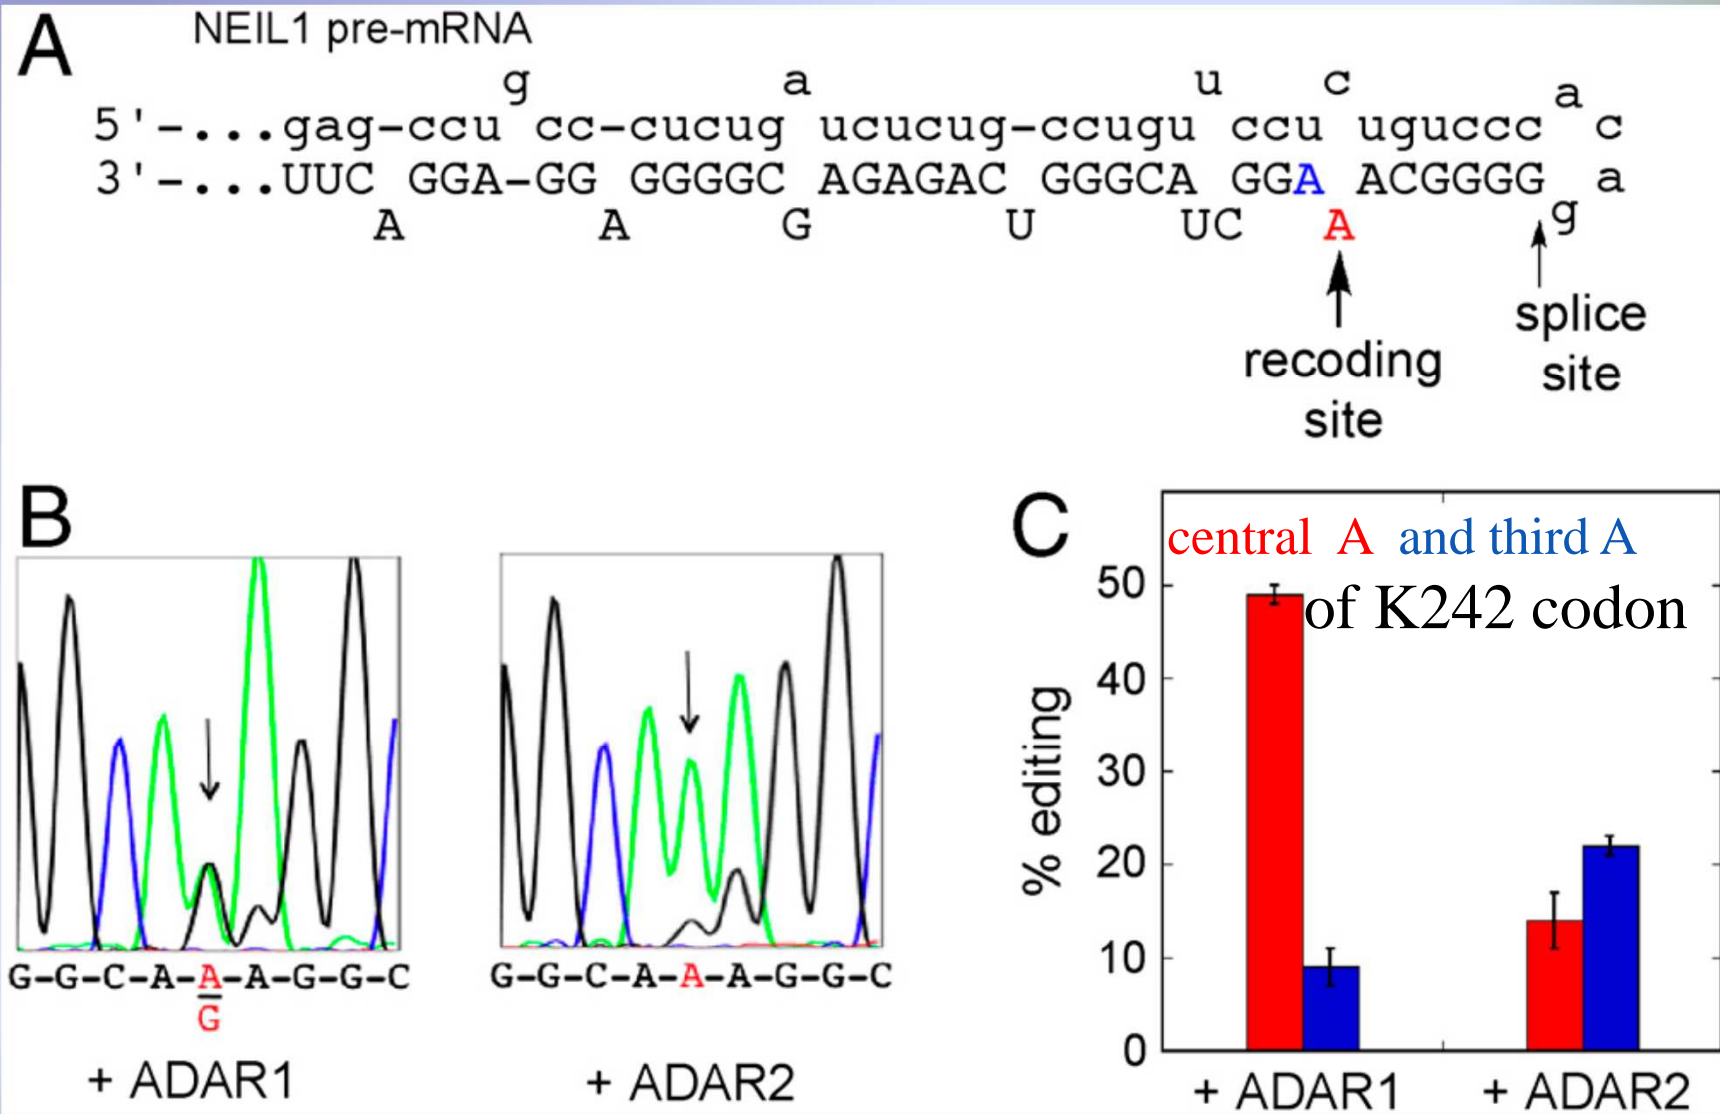 A
NEIL1 pre-mRNA
g a u c a
5'-...gag-ccu cc-cucug ucucug-ccugu ccu uguccc c
3'-...UUC GGA-GG GGGGC AGAGAC GGGCA GGA ACGGGG a
A A G U UC A g
recoding
site
splice
site
B
G-G-C-A-A-A-G-G-C
G
+ ADAR1
G-G-C-A-A-A-G-G-C
+ ADAR2
C
central A and third A
of K242 codon
% editing
50
40
30
20
10
0
+ ADAR1
+ ADAR2